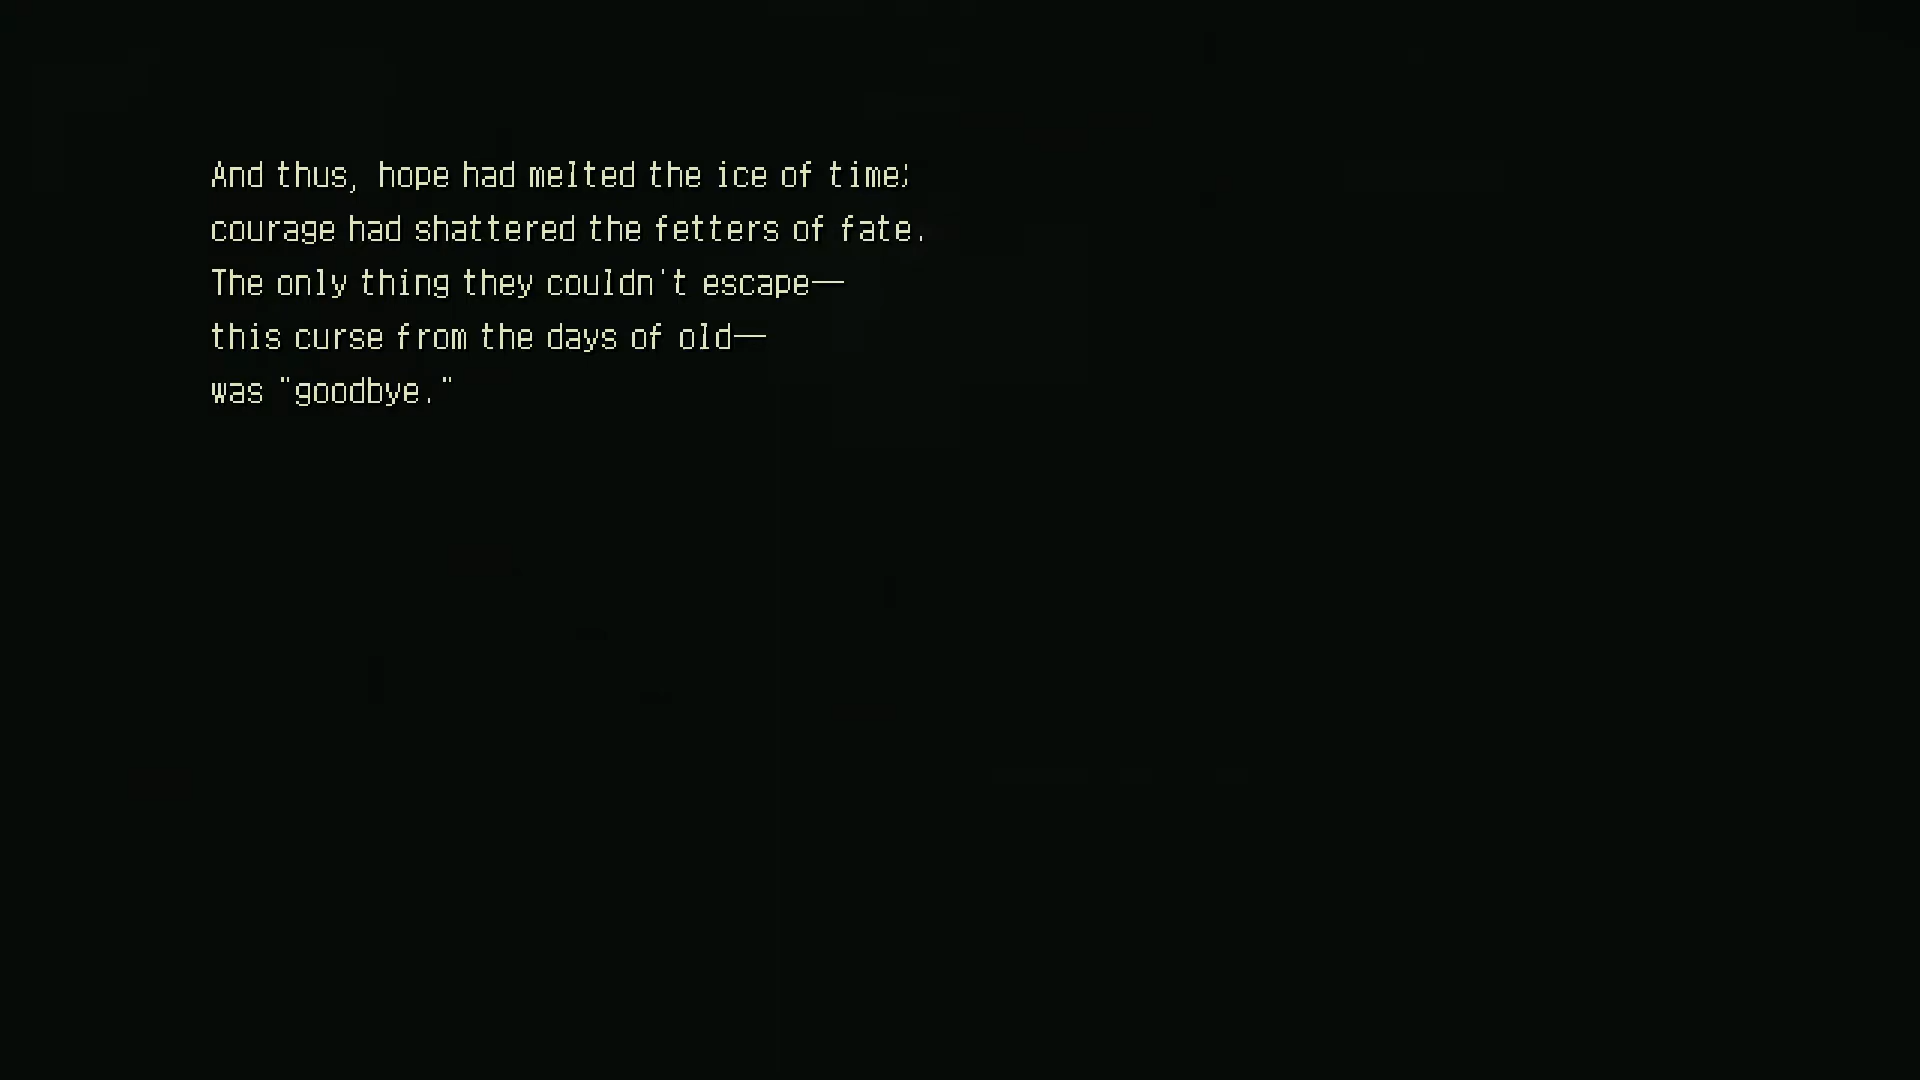 And thus, hope had melted the ice of time;
courage had shattered the fetters of fate.
The only thing they couldn't escape——
this curse from the days of old——
was "goodbye."